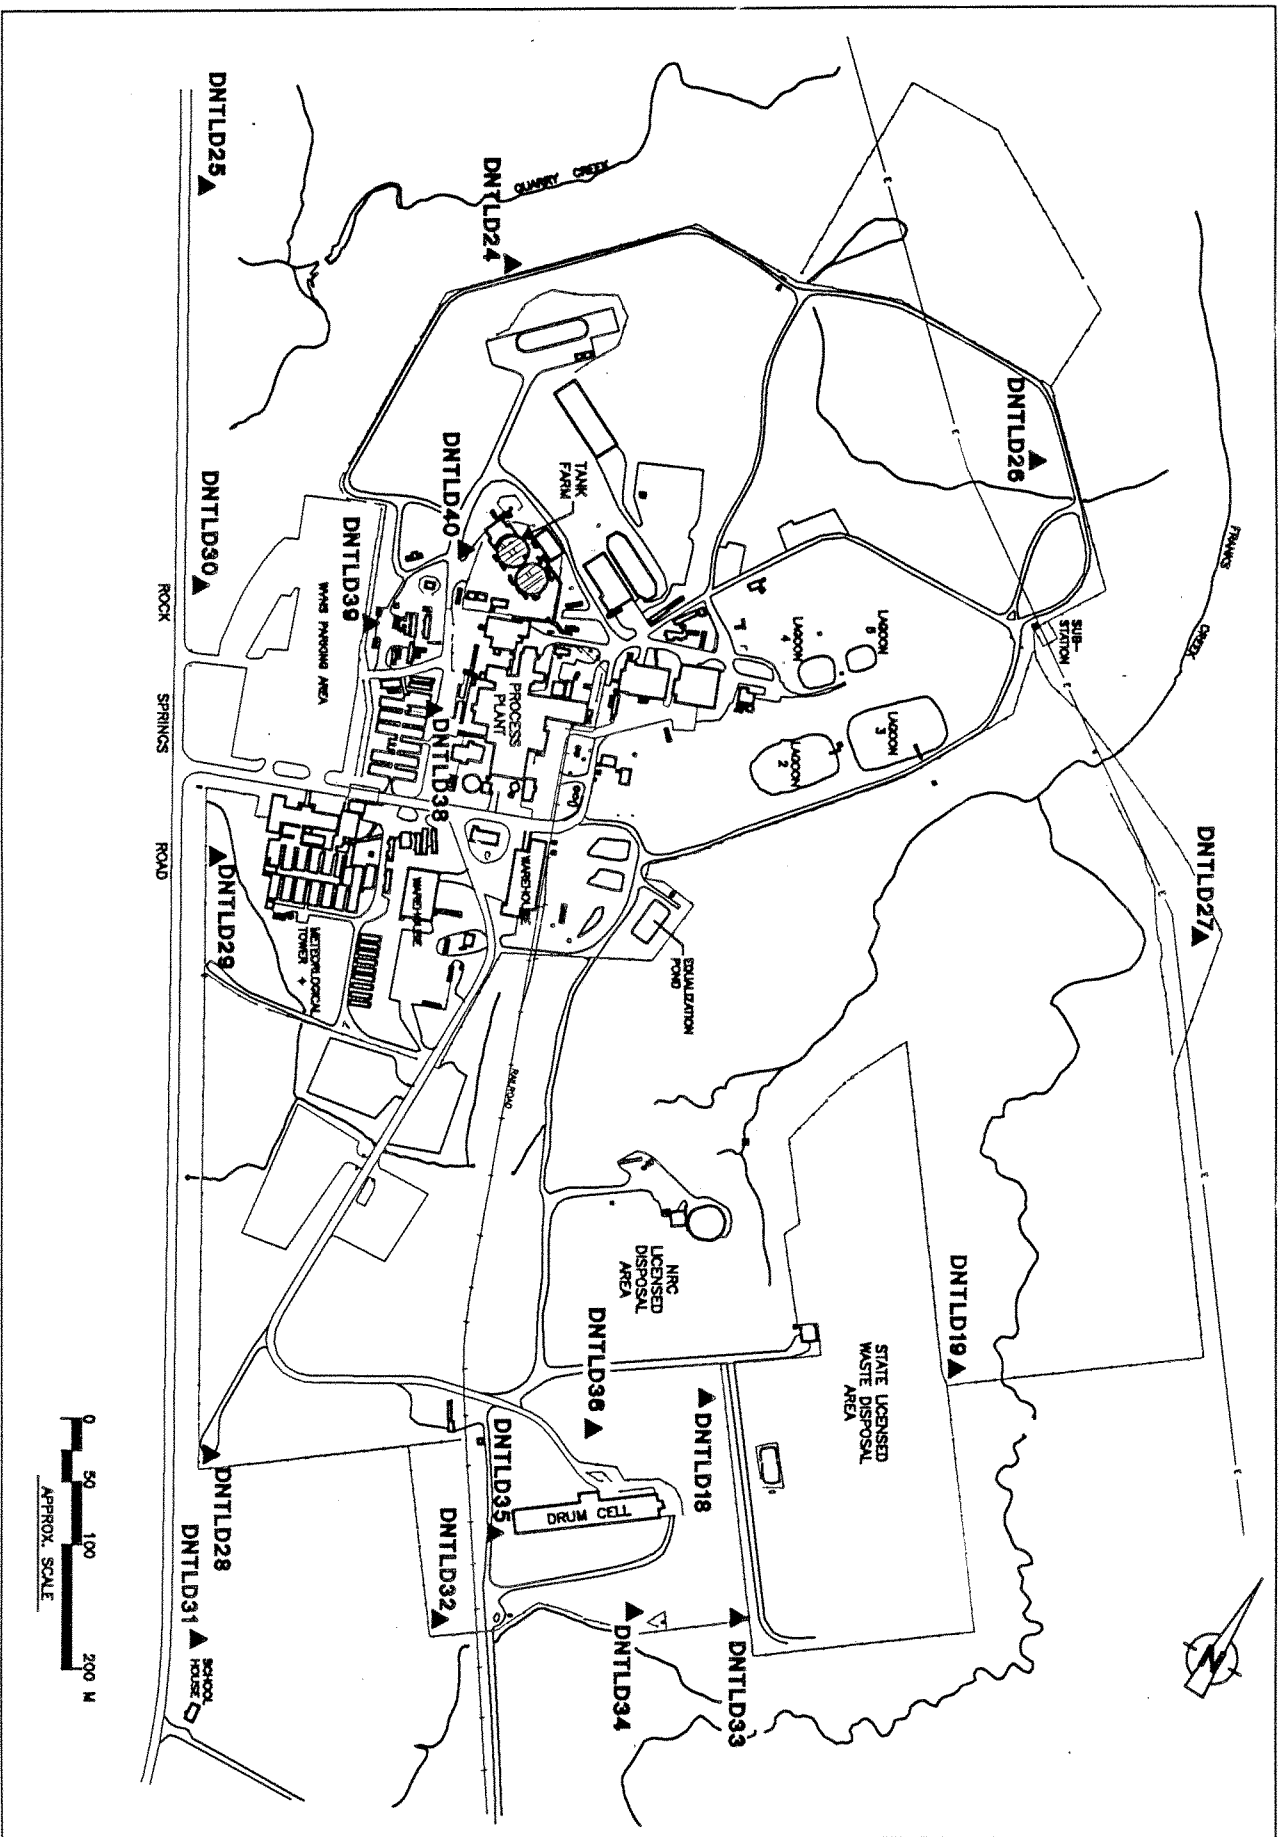 DNTLD25
DNTLD24
QUARRY CREEK
DNTLD26
DNTLD40
TANK
FARM
DNTLD30
DNTLD39
WVNS PARKING AREA
ROCK SPRINGS ROAD
FRANKS CREEK
SUB-
STATION
LAGOON
5
LAGOON
4
LAGOON
3
LAGOON
2
PROCESS
PLANT
DNTLD38
DNTLD27
DNTLD29
WAREHOUSE
WAREHOUSE
METEORLOGICAL
TOWER +
EQUALIZATION
POND
RAILROAD
NRC
LICENSED
DISPOSAL
AREA
DNTLD19
STATE LICENSED
WASTE DISPOSAL
AREA
DNTLD36
DNTLD18
DNTLD35
DRUM CELL
DNTLD28
DNTLD32
DNTLD31
SCHOOL
HOUSE
DNTLD34
DNTLD33
N
0 50 100 200 M
APPROX. SCALE